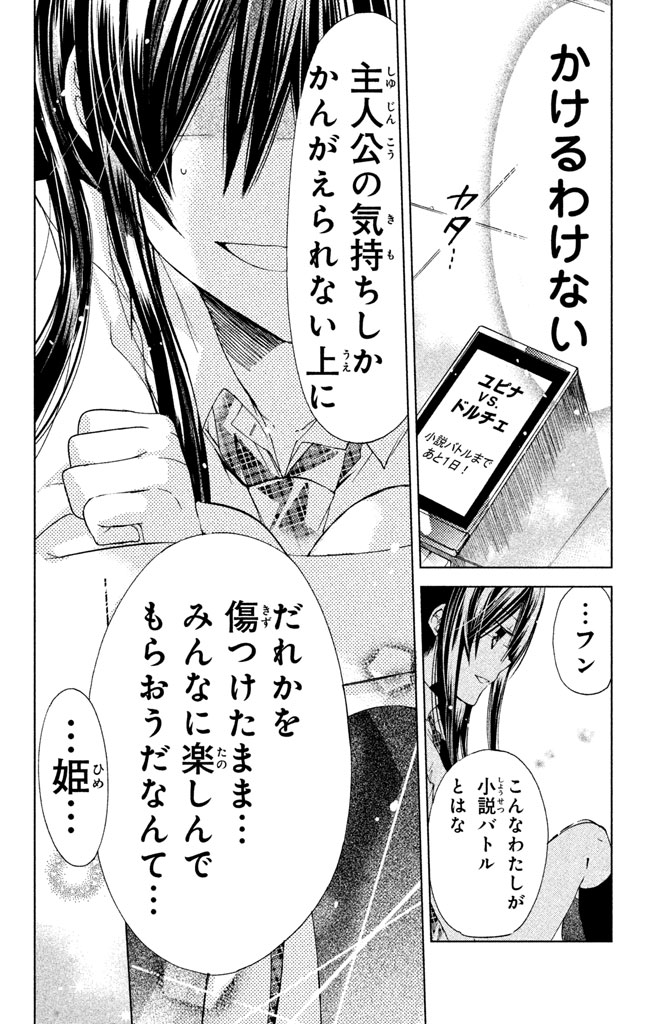 かけるわけない
カタ…
ユピナ
VS.
ドルチェ
小説バトルまで
あと1日！
…フン
こんなわたしが
小説バトル
とはな
主人公の気持ちしか
かんがえられない上に
だれかを
傷つけたまま…
みんなに楽しんで
もらおうだなんて…
…姫…